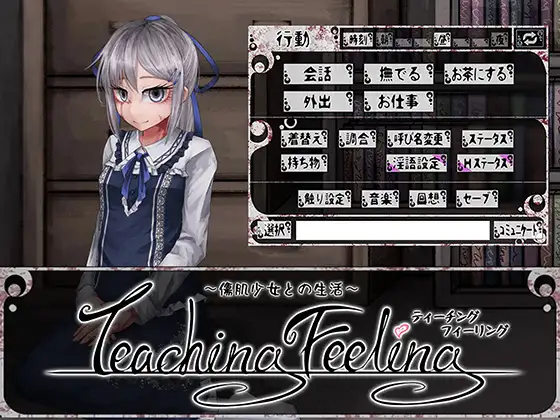 行動 時刻 朝 昼 夜
会話 撫でる お茶にする
外出 お仕事
着替え 調合 呼び名変更 ステータス
持ち物 淫語設定 Hステータス
触り設定 音楽 回想 セーブ
選択 コミュニケート
～傷肌少女との生活～
Teaching Feeling
ティーチング
フィーリング